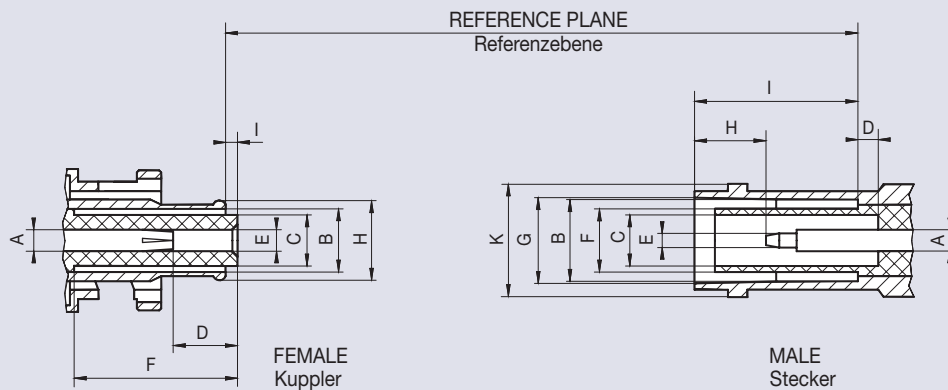 REFERENCE PLANE
Referenzebene
I
I
H
D
A
E
C
B
H
K
G
B
F
C
E
A
D
F
FEMALE
Kuppler
MALE
Stecker